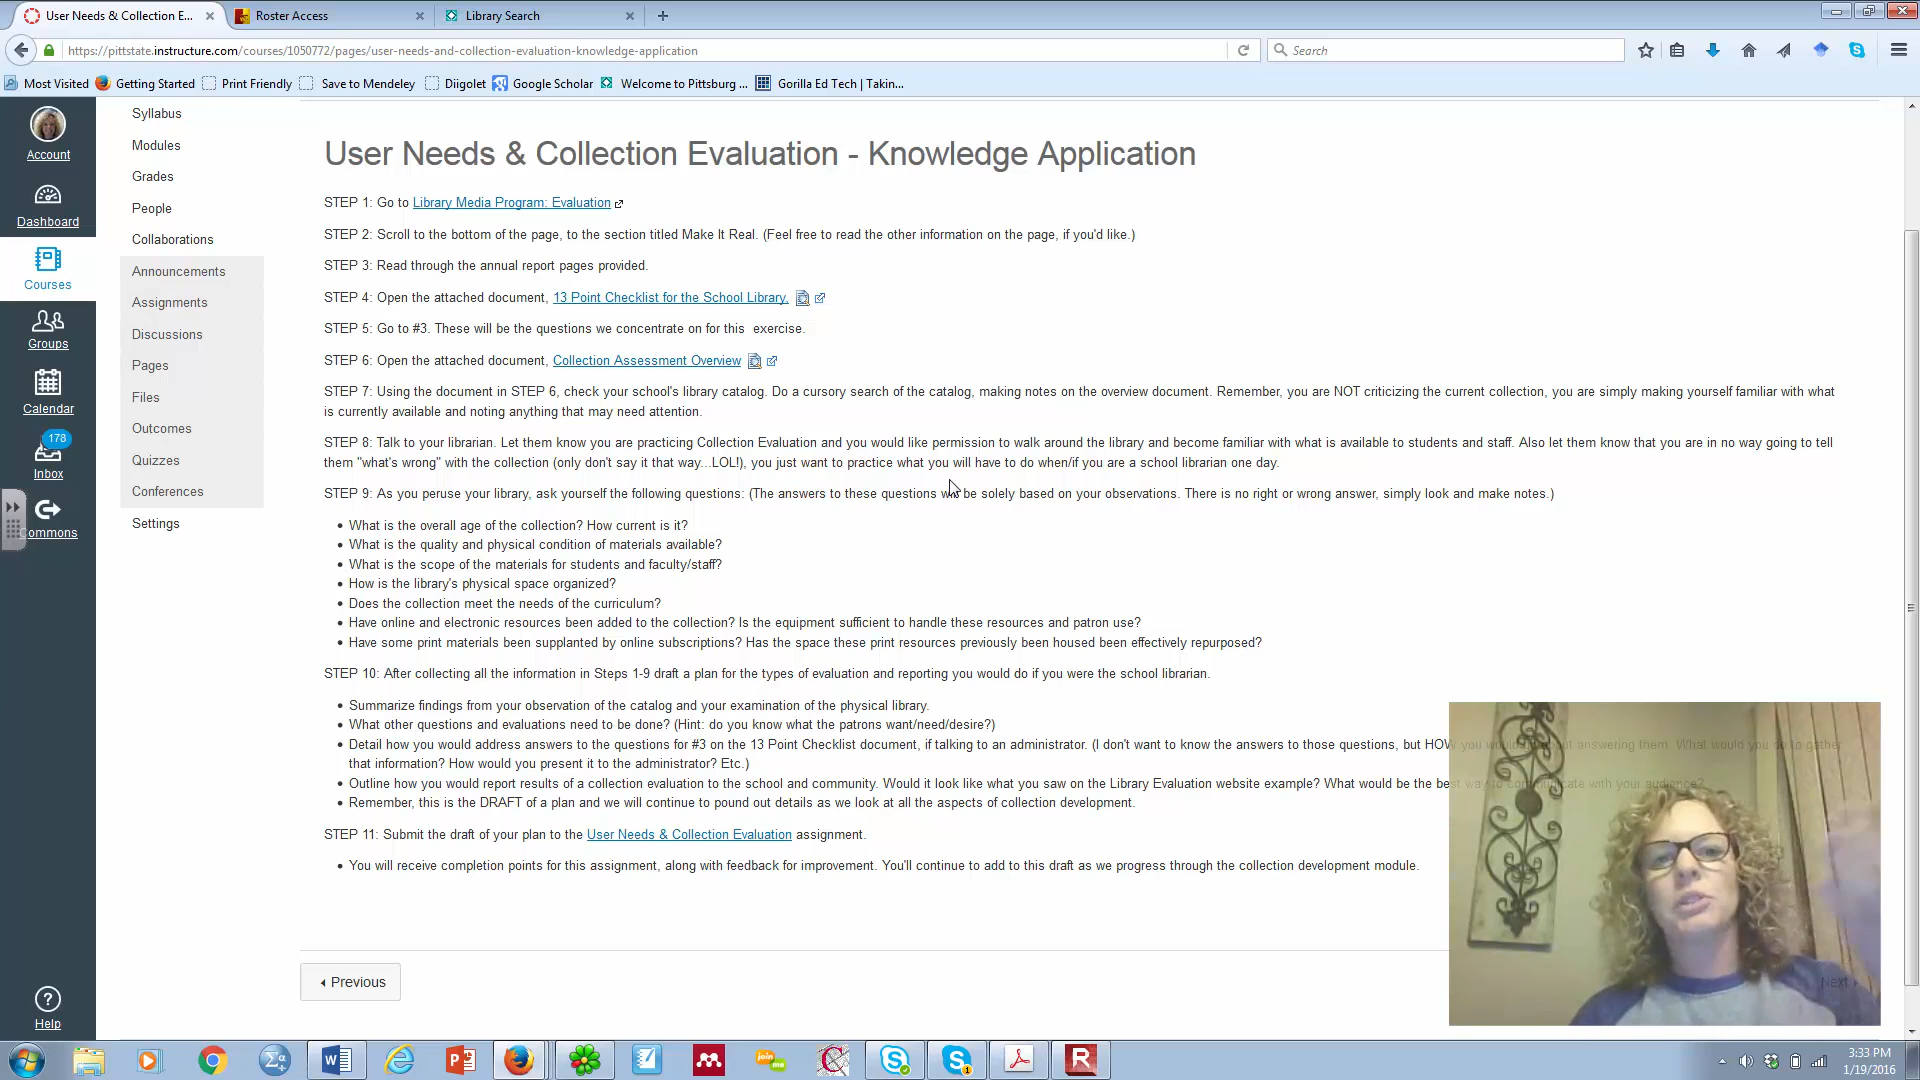 User Needs & Collection E...
Roster Access
Library Search
https://pittstate.instructure.com/courses/1050772/pages/user-needs-and-collection-evaluation-knowledge-application
Search
Most Visited
Getting Started
Print Friendly
Save to Mendeley
Diigolet
Google Scholar
Welcome to Pittsburg ...
Gorilla Ed Tech | Takin...
Account
Dashboard
Courses
Groups
Calendar
178
Inbox
Commons
Help
Syllabus
Modules
Grades
People
Collaborations
Announcements
Assignments
Discussions
Pages
Files
Outcomes
Quizzes
Conferences
Settings
User Needs & Collection Evaluation - Knowledge Application
STEP 1: Go to Library Media Program: Evaluation
STEP 2: Scroll to the bottom of the page, to the section titled Make It Real. (Feel free to read the other information on the page, if you'd like.)
STEP 3: Read through the annual report pages provided.
STEP 4: Open the attached document, 13 Point Checklist for the School Library.
STEP 5: Go to #3. These will be the questions we concentrate on for this exercise.
STEP 6: Open the attached document, Collection Assessment Overview
STEP 7: Using the document in STEP 6, check your school's library catalog. Do a cursory search of the catalog, making notes on the overview document. Remember, you are NOT criticizing the current collection, you are simply making yourself familiar with what
is currently available and noting anything that may need attention.
STEP 8: Talk to your librarian. Let them know you are practicing Collection Evaluation and you would like permission to walk around the library and become familiar with what is available to students and staff. Also let them know that you are in no way going to tell
them "what's wrong" with the collection (only don't say it that way...LOL!), you just want to practice what you will have to do when/if you are a school librarian one day.
STEP 9: As you peruse your library, ask yourself the following questions: (The answers to these questions will be solely based on your observations. There is no right or wrong answer, simply look and make notes.)
• What is the overall age of the collection? How current is it?
• What is the quality and physical condition of materials available?
• What is the scope of the materials for students and faculty/staff?
• How is the library's physical space organized?
• Does the collection meet the needs of the curriculum?
• Have online and electronic resources been added to the collection? Is the equipment sufficient to handle these resources and patron use?
• Have some print materials been supplanted by online subscriptions? Has the space these print resources previously been housed been effectively repurposed?
STEP 10: After collecting all the information in Steps 1-9 draft a plan for the types of evaluation and reporting you would do if you were the school librarian.
• Summarize findings from your observation of the catalog and your examination of the physical library.
• What other questions and evaluations need to be done? (Hint: do you know what the patrons want/need/desire?)
• Detail how you would address answers to the questions for #3 on the 13 Point Checklist document, if talking to an administrator. (I don't want to know the answers to those questions, but HOW you would go about answering them. What would you do to gather
that information? How would you present it to the administrator? Etc.)
• Outline how you would report results of a collection evaluation to the school and community. Would it look like what you saw on the Library Evaluation website example? What would be the best way to communicate with your audience?
• Remember, this is the DRAFT of a plan and we will continue to pound out details as we look at all the aspects of collection development.
STEP 11: Submit the draft of your plan to the User Needs & Collection Evaluation assignment.
• You will receive completion points for this assignment, along with feedback for improvement. You'll continue to add to this draft as we progress through the collection development module.
Previous
Next
3:33 PM
1/19/2016